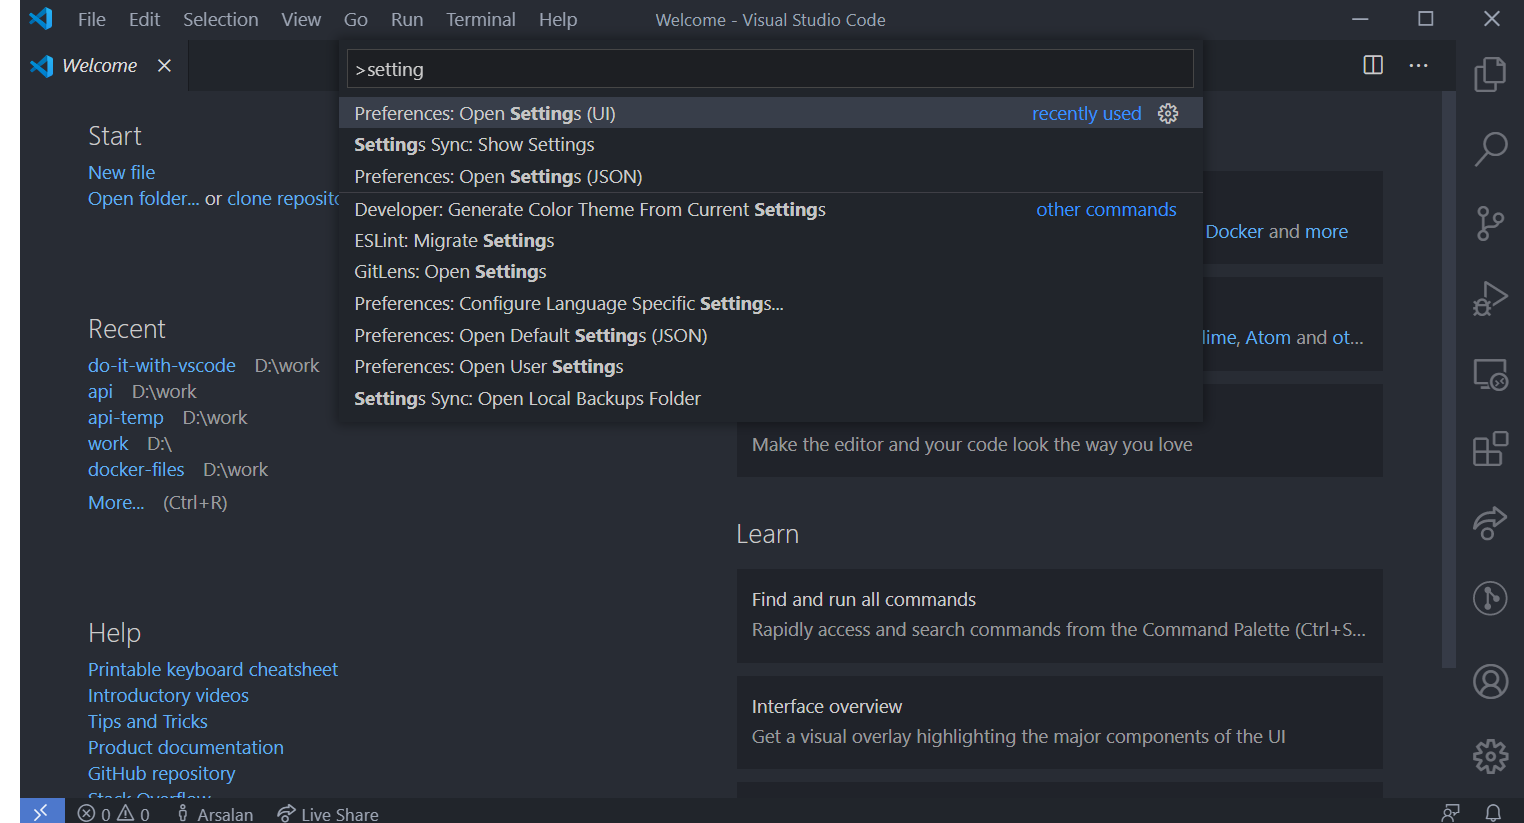 File Edit Selection View Go Run Terminal Help Welcome - Visual Studio Code
Welcome
>setting
Preferences: Open Settings (UI) recently used
Settings Sync: Show Settings
Preferences: Open Settings (JSON)
Developer: Generate Color Theme From Current Settings other commands
ESLint: Migrate Settings
GitLens: Open Settings
Preferences: Configure Language Specific Settings...
Preferences: Open Default Settings (JSON)
Preferences: Open User Settings
Settings Sync: Open Local Backups Folder
Start
New file
Open folder... or clone reposito
Recent
do-it-with-vscode D:\work
api D:\work
api-temp D:\work
work D:\
docker-files D:\work
More... (Ctrl+R)
Help
Printable keyboard cheatsheet
Introductory videos
Tips and Tricks
Product documentation
GitHub repository
Stack Overflow
Docker and more
lime, Atom and ot...
Make the editor and your code look the way you love
Learn
Find and run all commands
Rapidly access and search commands from the Command Palette (Ctrl+S...
Interface overview
Get a visual overlay highlighting the major components of the UI
0 0 Arsalan Live Share